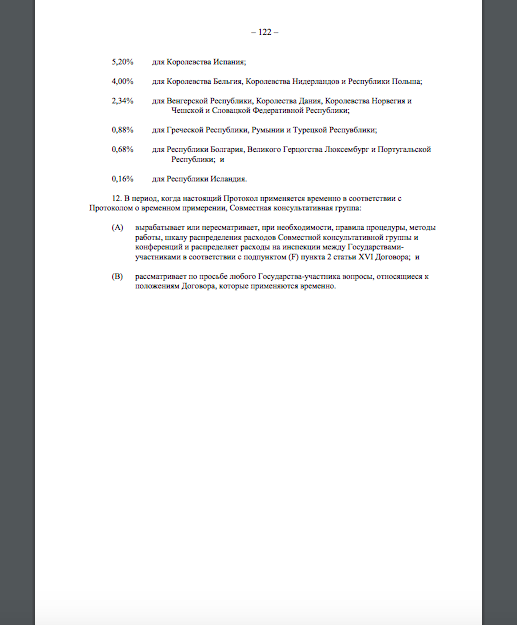 – 122 –
5,20% для Королевства Испания;
4,00% для Королевства Бельгия, Королевства Нидерландов и Республики Польша;
2,34% для Венгерской Республики, Королества Дания, Королевства Норвегия и
Чешской и Словацкой Федеративной Республики;
0,88% для Греческой Республики, Румынии и Турецкой Республики;
0,68% для Республики Болгария, Великого Герцогства Люксембург и Португальской
Республики; и
0,16% для Республики Исландия.
12. В период, когда настоящий Протокол применяется временно в соответствии с
Протоколом о временном примерении, Совместная консультативная группа:
(A) вырабатывает или пересматривает, при необходимости, правила процедуры, методы
работы, шкалу распределения расходов Совместной консультативной группы и
конференций и распределяет расходы на инспекции между Государствами-
участниками в соответствии с подпунктом (F) пункта 2 статьи XVI Договора; и
(B) рассматривает по просьбе любого Государства-участника вопросы, относящиеся к
положениям Договора, которые применяются временно.